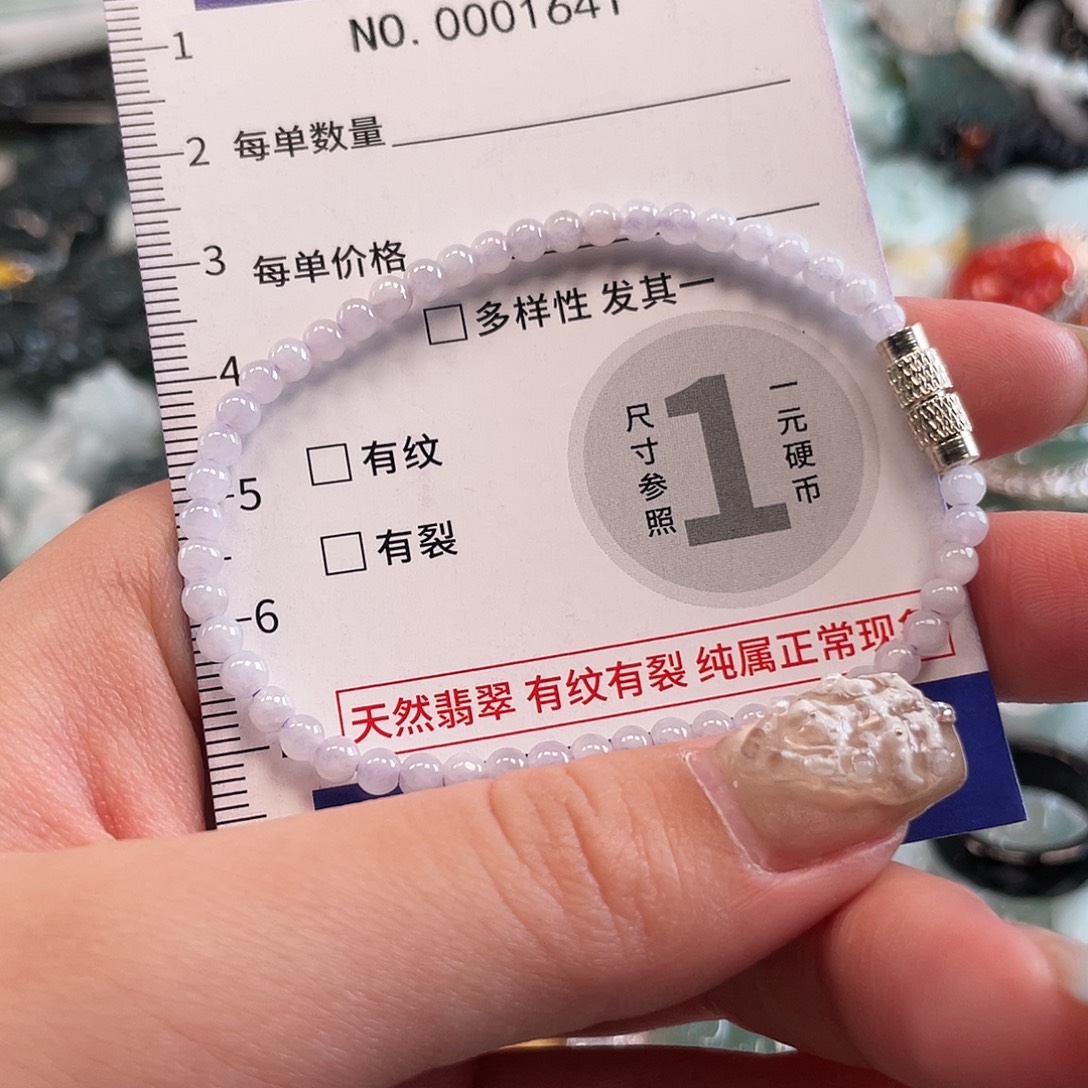 NO. 0001641
1
2
每单数量
3
每单价格
多样性 发其一
4
有纹
5
有裂
6
尺寸参照
1
一元硬币
天然翡翠 有纹有裂 纯属正常现象